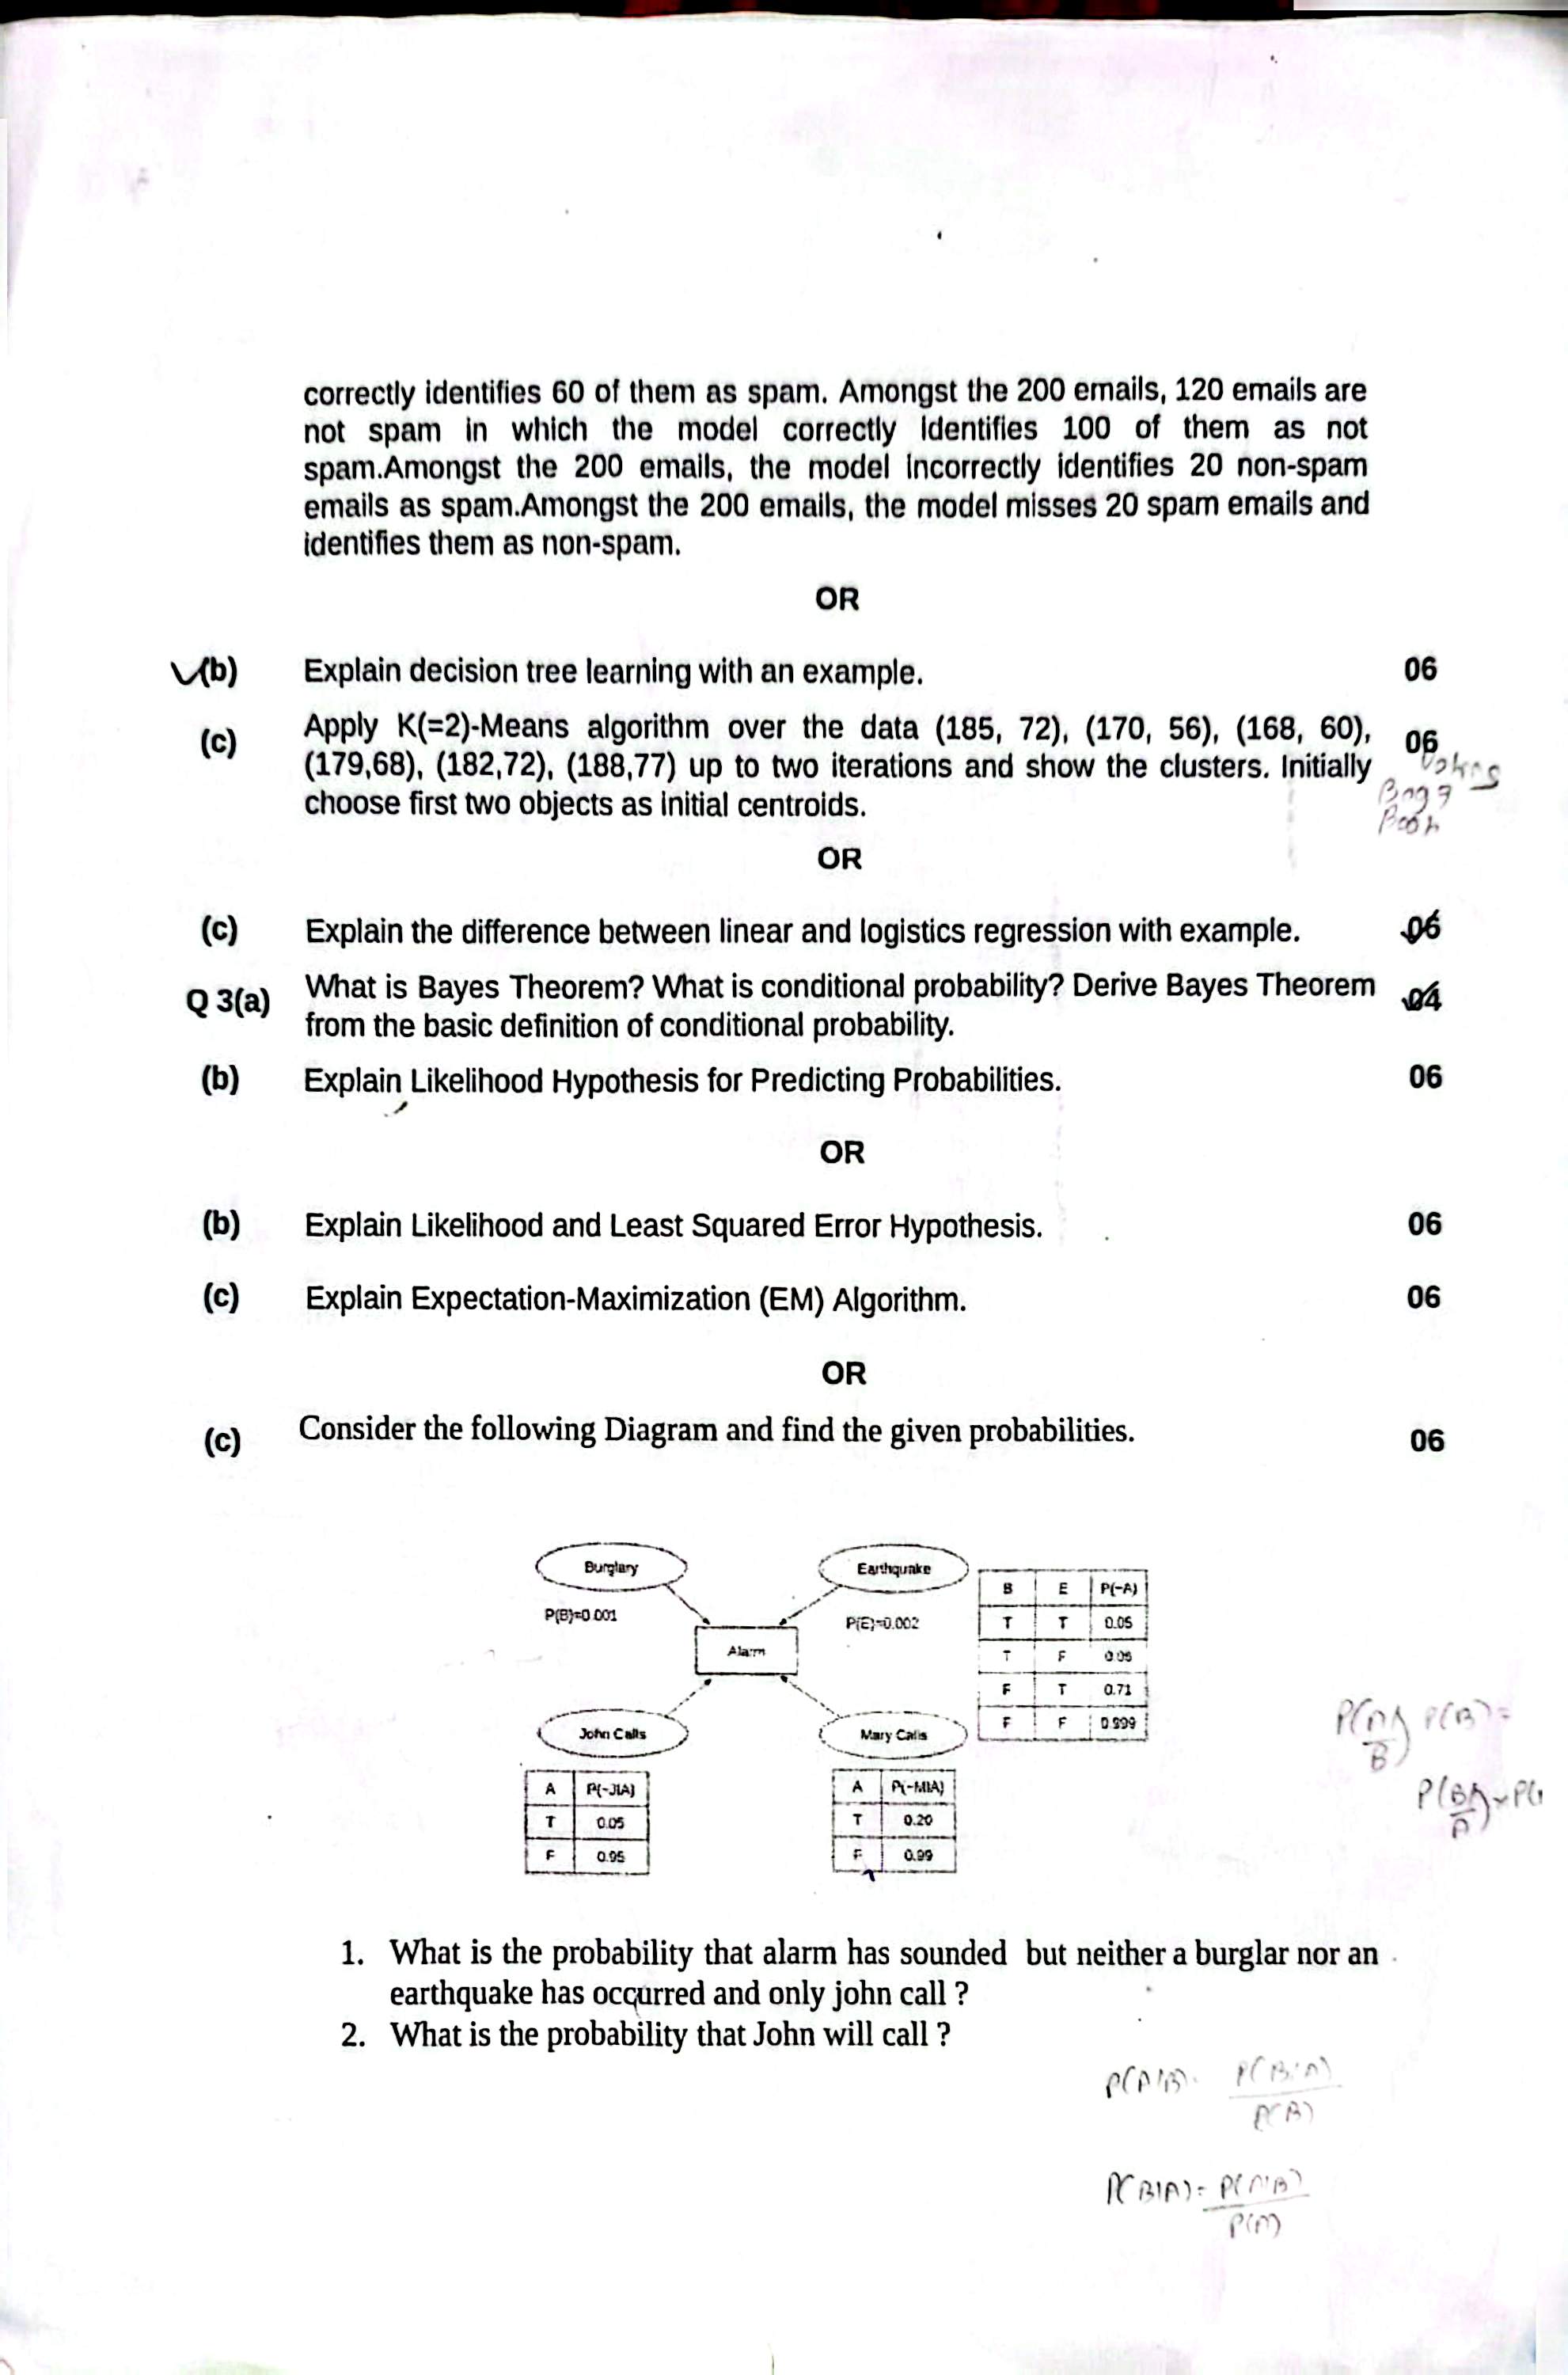 correctly identifies 60 of them as spam. Amongst the 200 emails, 120 emails are
not spam in which the model correctly identifies 100 of them as not
spam.Amongst the 200 emails, the model incorrectly identifies 20 non-spam
emails as spam.Amongst the 200 emails, the model misses 20 spam emails and
identifies them as non-spam.
OR
(b) Explain decision tree learning with an example. 06
(c) Apply K(=2)-Means algorithm over the data (185, 72), (170, 56), (168, 60), 06
(179,68), (182,72), (188,77) up to two iterations and show the clusters. Initially
choose first two objects as initial centroids.
OR
(c) Explain the difference between linear and logistics regression with example. 06
Q 3(a) What is Bayes Theorem? What is conditional probability? Derive Bayes Theorem 04
from the basic definition of conditional probability.
(b) Explain Likelihood Hypothesis for Predicting Probabilities. 06
OR
(b) Explain Likelihood and Least Squared Error Hypothesis. 06
(c) Explain Expectation-Maximization (EM) Algorithm. 06
OR
(c) Consider the following Diagram and find the given probabilities. 06
Burglary Earthquake
P(B)=0.001 P(E)=0.002
Alarm
John Calls Mary Calls
B E P(~A)
T T 0.05
T F
F T 0.71
F F 0.999
A P(~J|A)
T 0.05
F 0.95
A P(~M|A)
T 0.20
F 0.99
P(A/B) P(B) =
P(B/A) × P(
1. What is the probability that alarm has sounded but neither a burglar nor an
earthquake has occurred and only john call ?
2. What is the probability that John will call ?
P(B)
P(B|A) =
P(A)